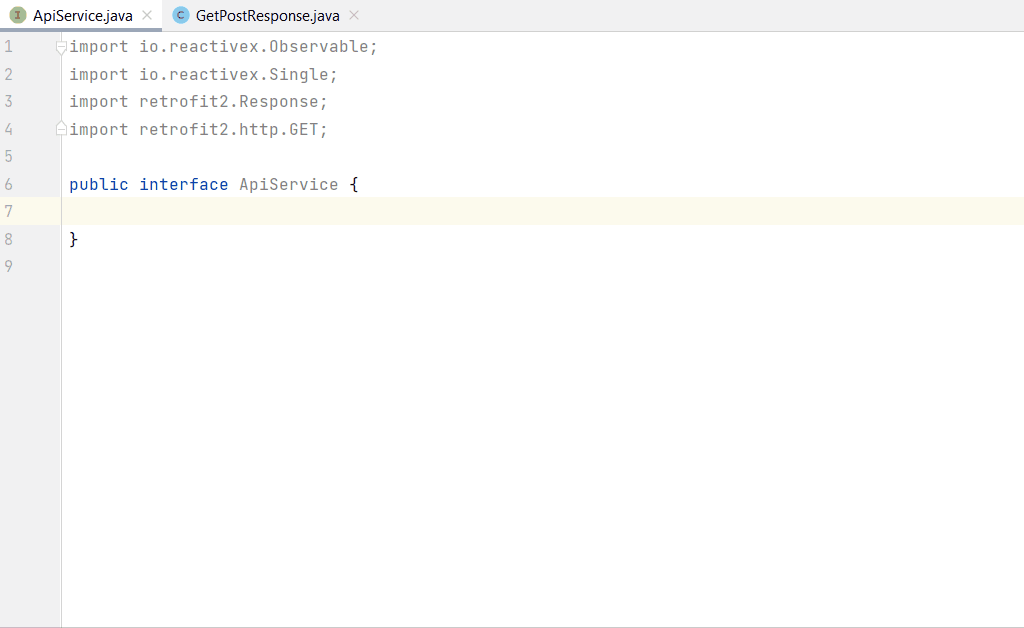 ApiService.java GetPostResponse.java
1 import io.reactivex.Observable;
2 import io.reactivex.Single;
3 import retrofit2.Response;
4 import retrofit2.http.GET;
5
6 public interface ApiService {
7
8 }
9